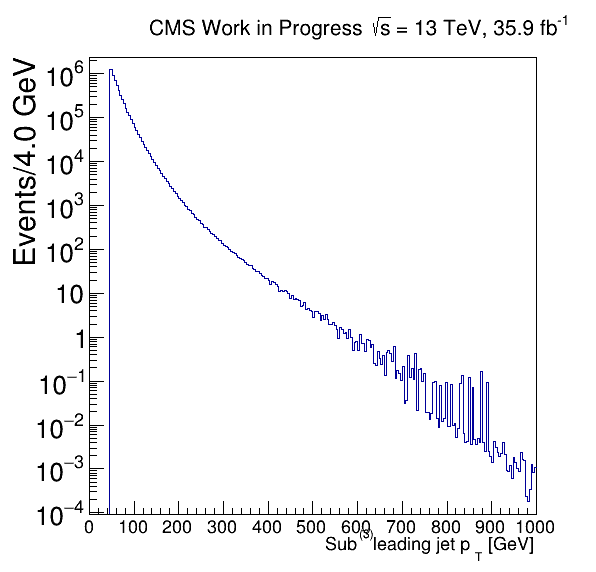 CMS Work in Progress √s = 13 TeV, 35.9 fb⁻¹
Events/4.0 GeV
10⁶
10⁵
10⁴
10³
10²
10
1
10⁻¹
10⁻²
10⁻³
10⁻⁴
0 100 200 300 400 500 600 700 800 900 1000
Sub⁽³⁾leading jet p_T [GeV]